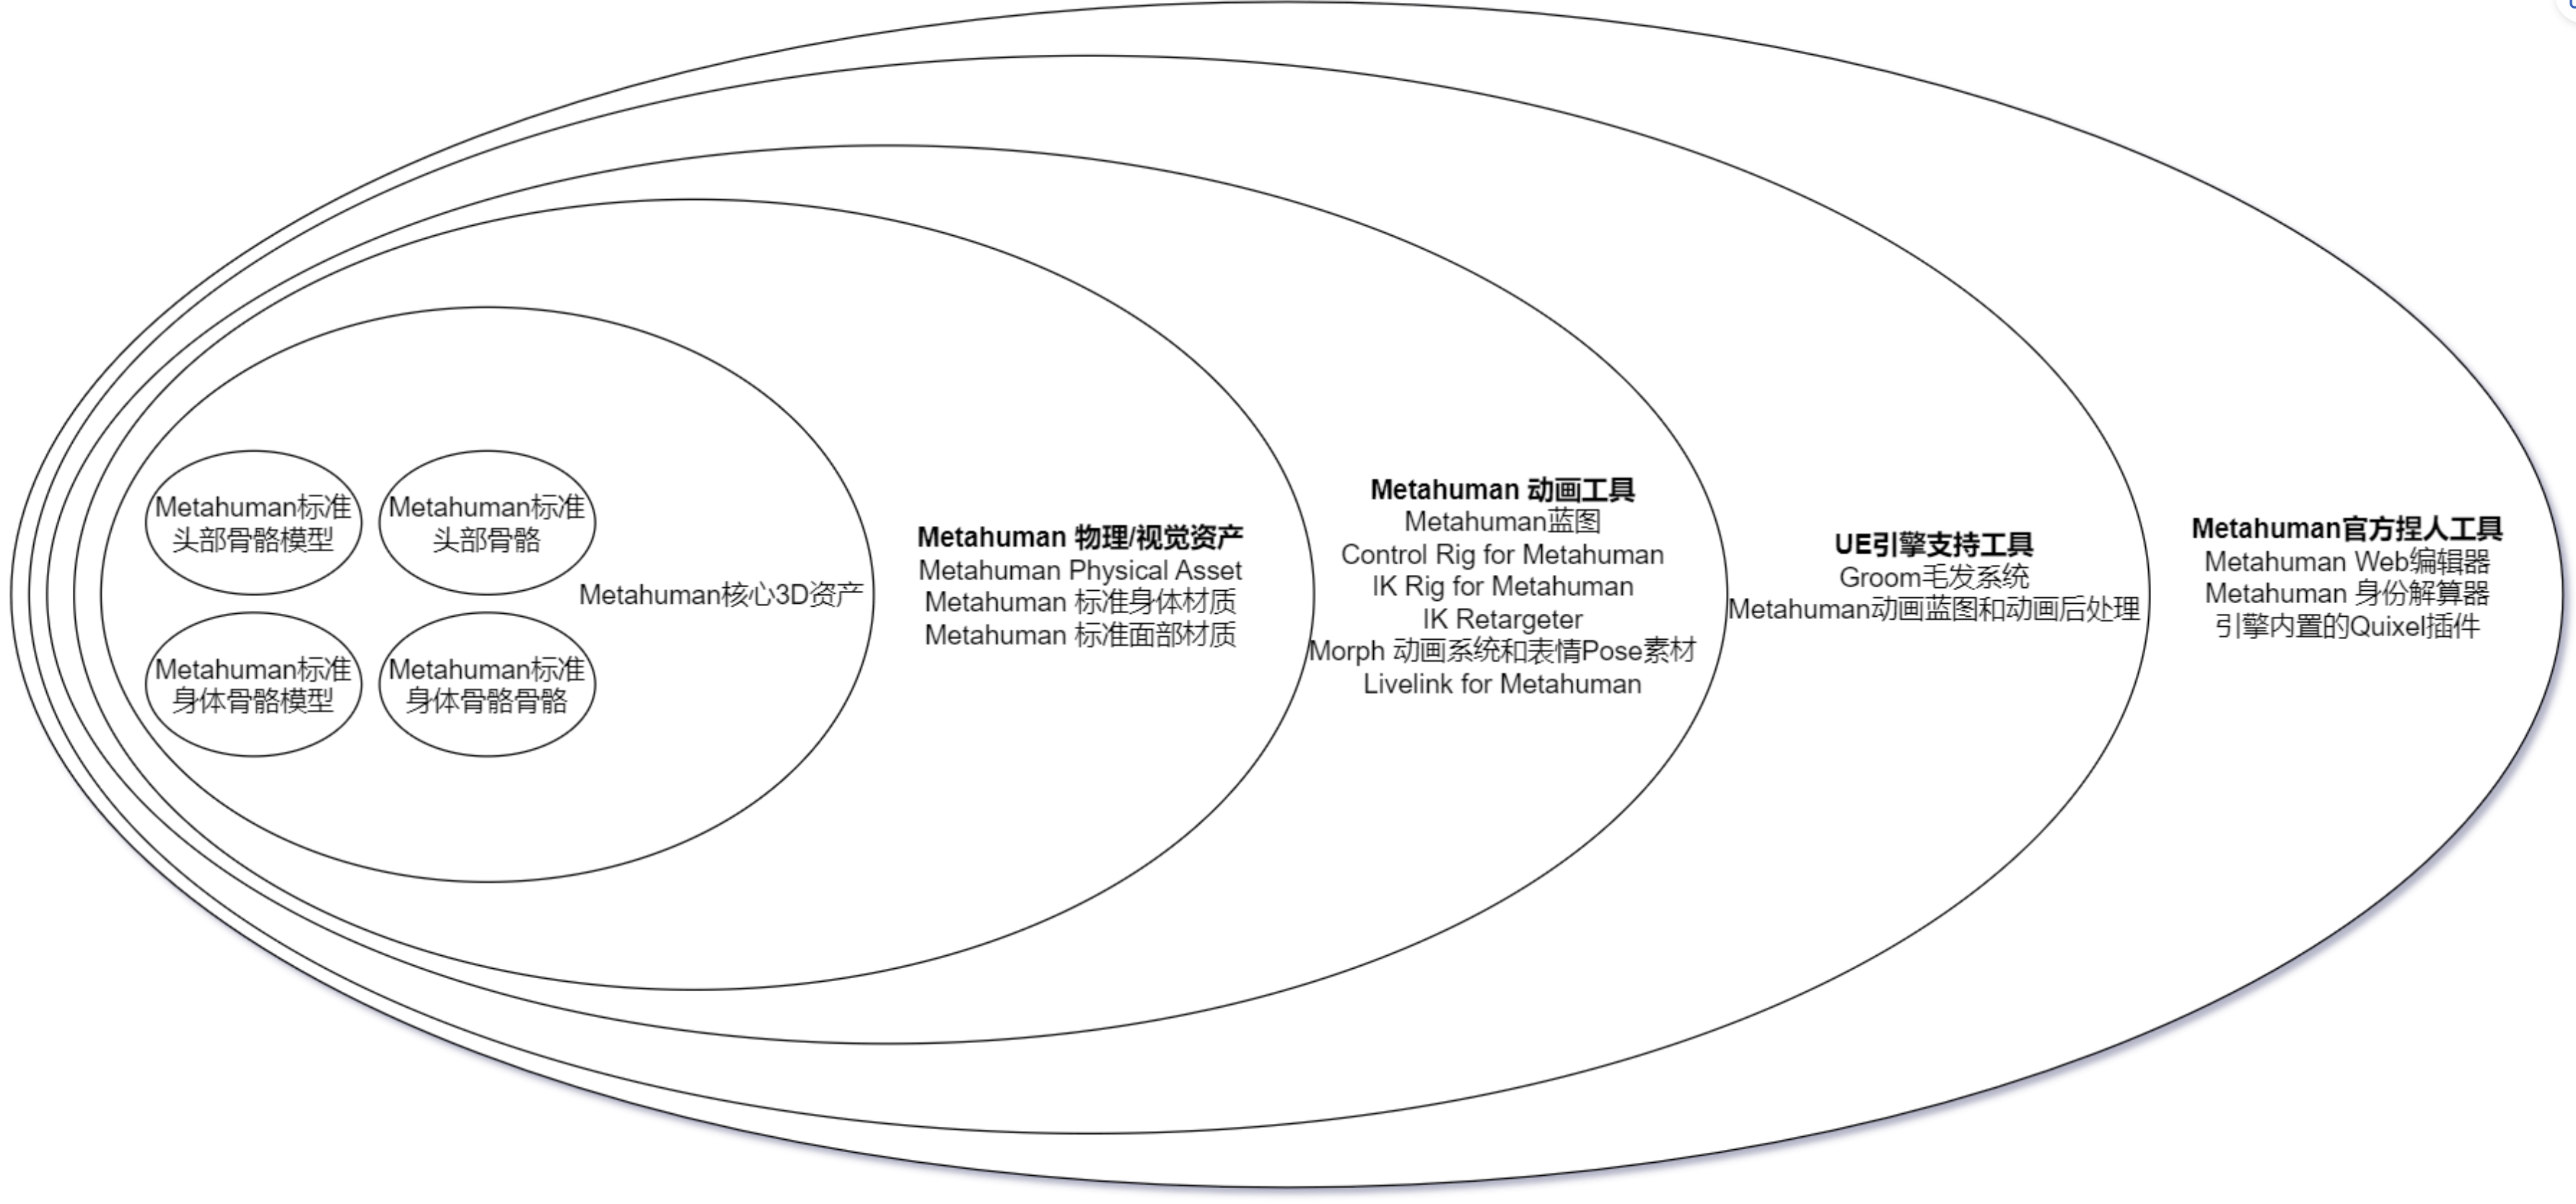 Metahuman标准
头部骨骼模型
Metahuman标准
头部骨骼
Metahuman标准
身体骨骼模型
Metahuman标准
身体骨骼骨骼
Metahuman核心3D资产
Metahuman 物理/视觉资产
Metahuman Physical Asset
Metahuman 标准身体材质
Metahuman 标准面部材质
Metahuman 动画工具
Metahuman蓝图
Control Rig for Metahuman
IK Rig for Metahuman
IK Retargeter
Morph 动画系统和表情Pose素材
Livelink for Metahuman
UE引擎支持工具
Groom毛发系统
Metahuman动画蓝图和动画后处理
Metahuman官方捏人工具
Metahuman Web编辑器
Metahuman 身份解算器
引擎内置的Quixel插件